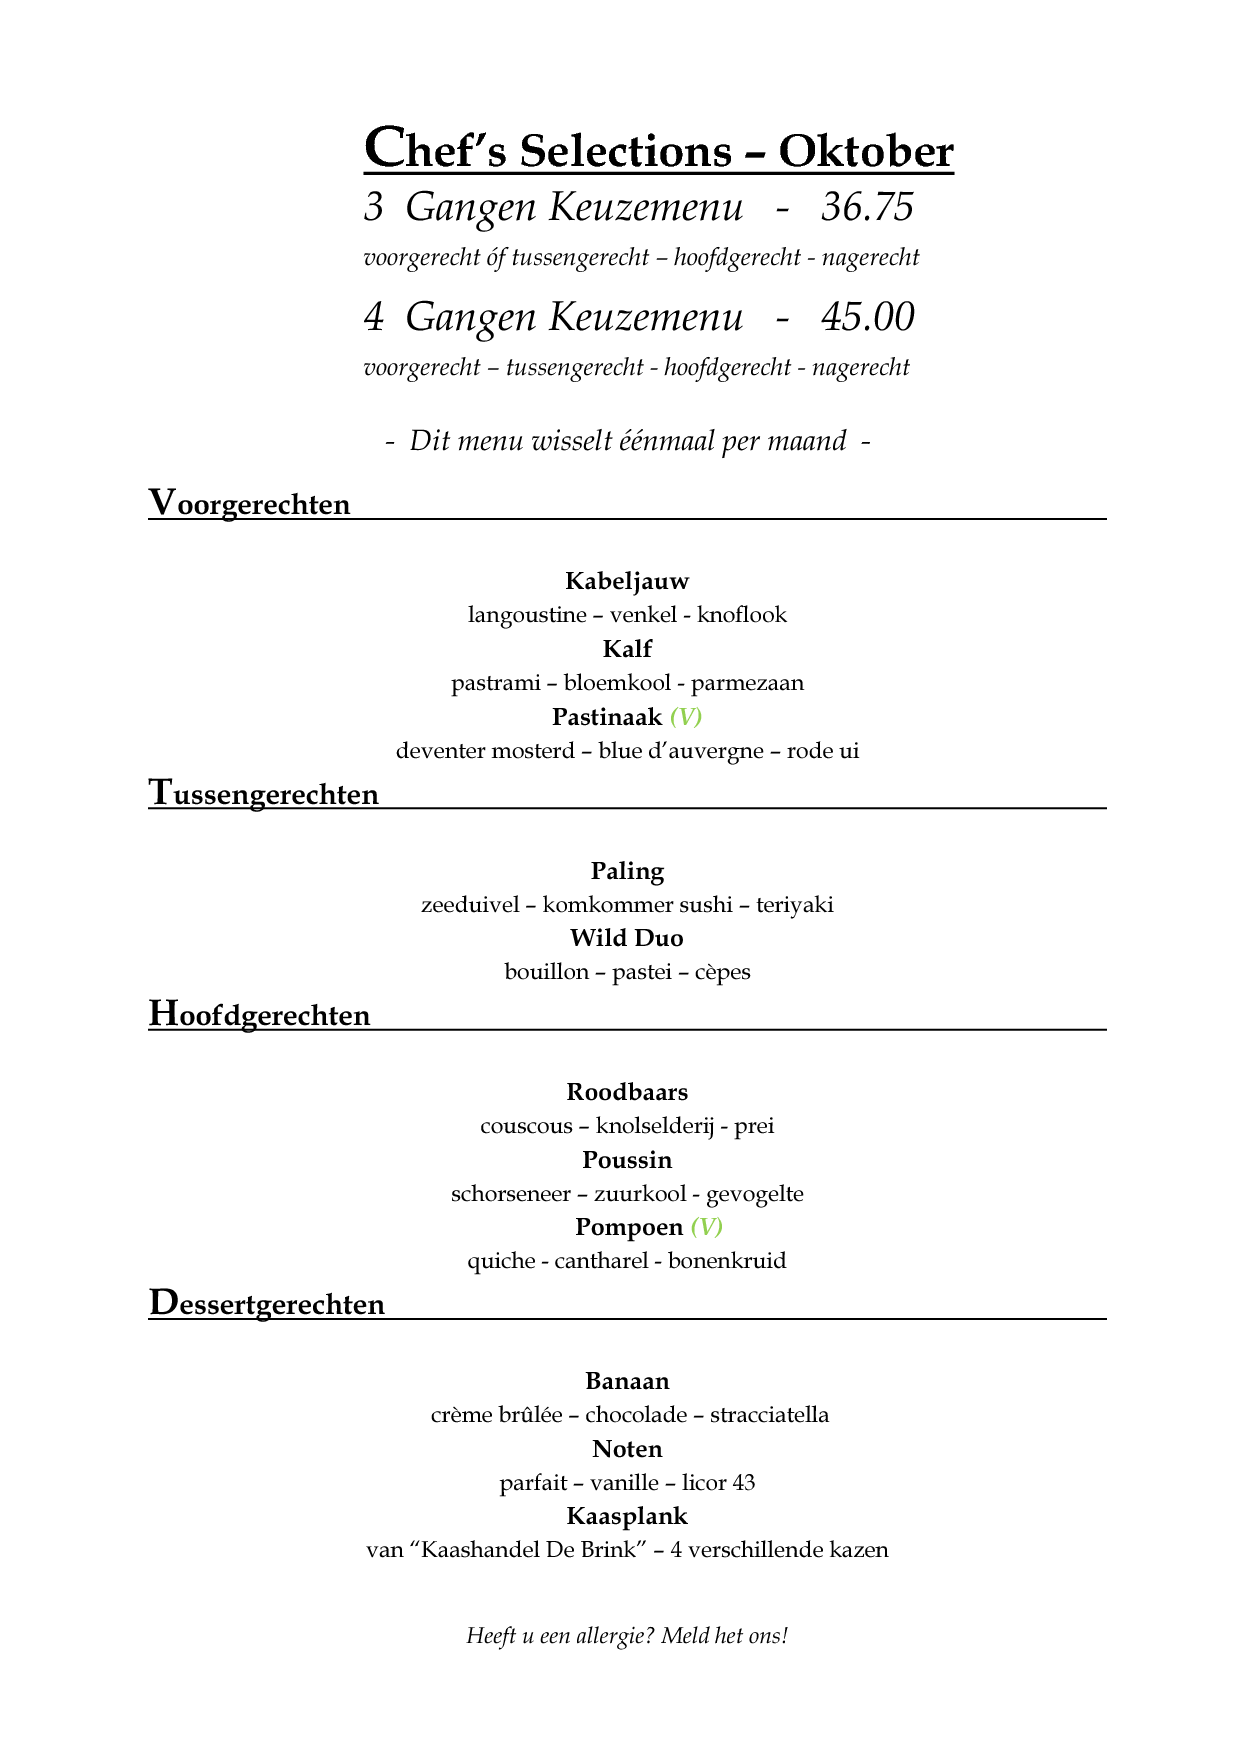 Chef’s Selections – Oktober
3 Gangen Keuzemenu - 36.75
voorgerecht óf tussengerecht – hoofdgerecht - nagerecht
4 Gangen Keuzemenu - 45.00
voorgerecht – tussengerecht - hoofdgerecht - nagerecht
- Dit menu wisselt éénmaal per maand -
Voorgerechten
Kabeljauw
langoustine – venkel - knoflook
Kalf
pastrami – bloemkool - parmezaan
Pastinaak (V)
deventer mosterd – blue d’auvergne – rode ui
Tussengerechten
Paling
zeeduivel – komkommer sushi – teriyaki
Wild Duo
bouillon – pastei – cèpes
Hoofdgerechten
Roodbaars
couscous – knolselderij - prei
Poussin
schorseneer – zuurkool - gevogelte
Pompoen (V)
quiche - cantharel - bonenkruid
Dessertgerechten
Banaan
crème brûlée – chocolade – stracciatella
Noten
parfait – vanille – licor 43
Kaasplank
van “Kaashandel De Brink” – 4 verschillende kazen
Heeft u een allergie? Meld het ons!